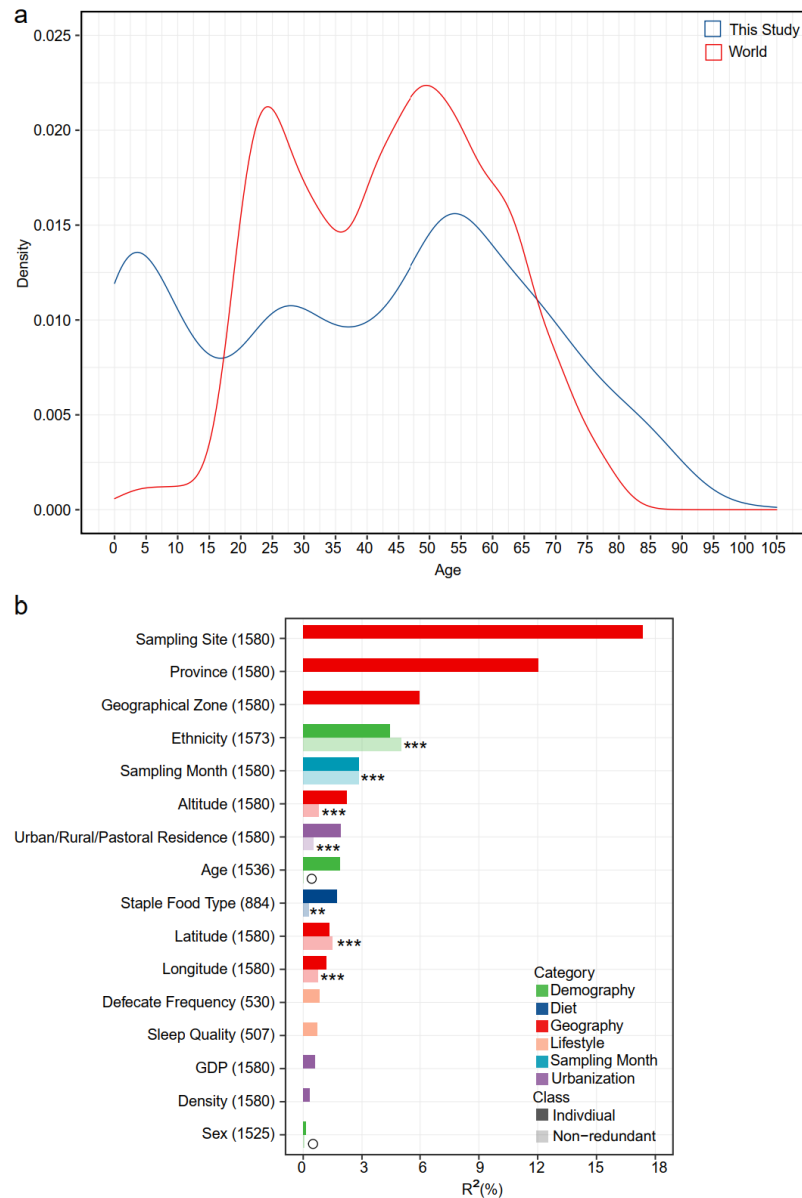 a
0.025
This Study
World
0.020
0.015
Density
0.010
0.005
0.000
0 5 10 15 20 25 30 35 40 45 50 55 60 65 70 75 80 85 90 95 100 105
Age
b
Sampling Site (1580)
Province (1580)
Geographical Zone (1580)
Ethnicity (1573)
***
Sampling Month (1580)
***
Altitude (1580)
***
Urban/Rural/Pastoral Residence (1580)
***
Age (1536)
Staple Food Type (884)
**
Latitude (1580)
***
Longitude (1580)
***
Defecate Frequency (530)
Sleep Quality (507)
GDP (1580)
Density (1580)
Sex (1525)
Category
Demography
Diet
Geography
Lifestyle
Sampling Month
Urbanization
Class
Indivdiual
Non-redundant
0 3 6 9 12 15 18
R²(%)